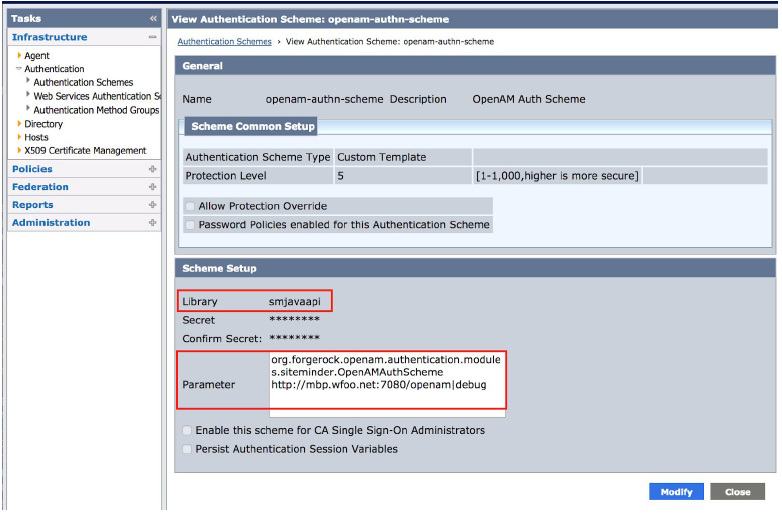 Tasks «
Infrastructure
Agent
Authentication
Authentication Schemes
Web Services Authentication S
Authentication Method Groups
Directory
Hosts
X509 Certificate Management
Policies
Federation
Reports
Administration
View Authentication Scheme: openam-authn-scheme
Authentication Schemes › View Authentication Scheme: openam-authn-scheme
General
Name openam-authn-scheme Description OpenAM Auth Scheme
Scheme Common Setup
Authentication Scheme Type Custom Template
Protection Level 5 [1-1,000,higher is more secure]
Allow Protection Override
Password Policies enabled for this Authentication Scheme
Scheme Setup
Library smjavaapi
Secret ********
Confirm Secret: ********
Parameter
org.forgerock.openam.authentication.module
s.siteminder.OpenAMAuthScheme
http://mbp.wfoo.net:7080/openam|debug
Enable this scheme for CA Single Sign-On Administrators
Persist Authentication Session Variables
Modify Close